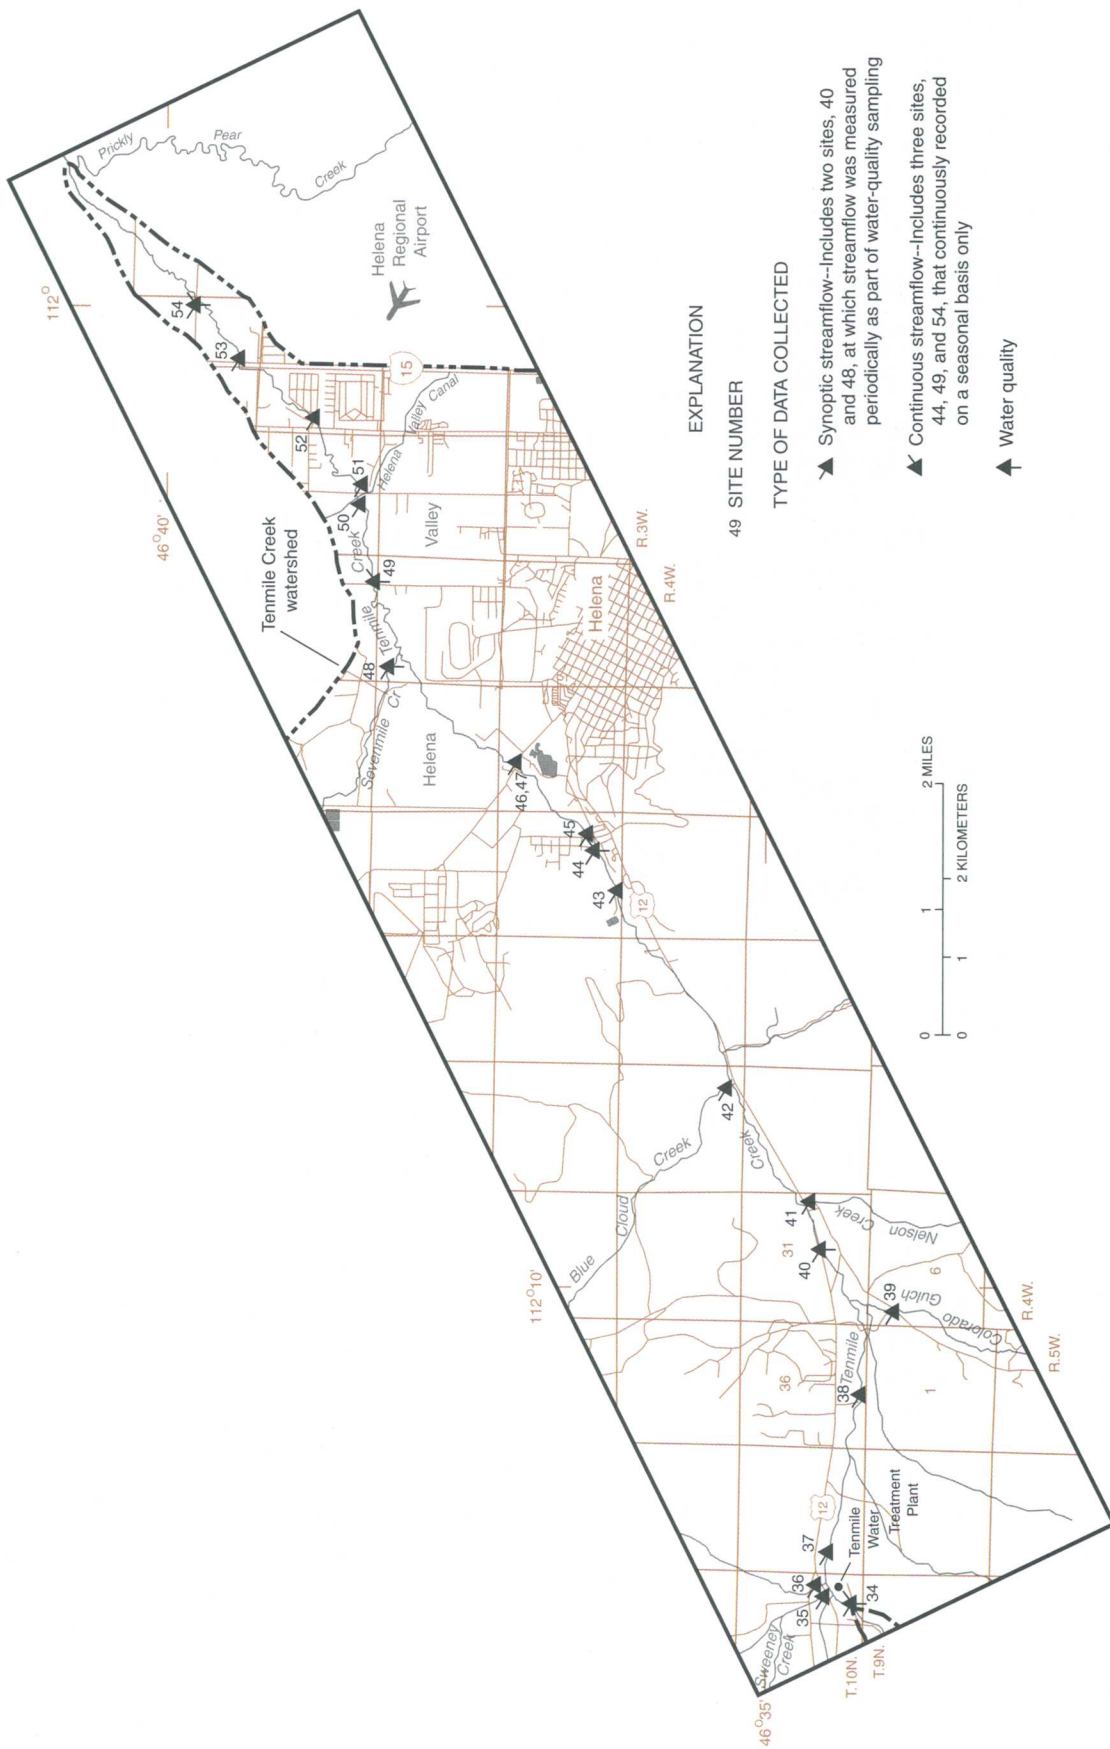 EXPLANATION
49 SITE NUMBER
TYPE OF DATA COLLECTED
Synoptic streamflow--Includes two sites, 40
and 48, at which streamflow was measured
periodically as part of water-quality sampling
Continuous streamflow--Includes three sites,
44, 49, and 54, that continuously recorded
on a seasonal basis only
Water quality
0 1 2 MILES
0 1 2 KILOMETERS
112°
46°40'
112°10'
46°35'
Tenmile Creek
watershed
Prickly
Pear
Creek
Helena
Regional
Airport
54
53
52
51
50
49
48
46,47
45
44
43
42
41
40
39
38
37
36
35
34
15
Helena
Valley
Canal
Helena
Valley
Tenmile
Creek
Sevenmile
Cr
Helena
R.3W.
R.4W.
12
Blue
Cloud
Creek
Creek
Nelson
Creek
31
6
Colorado
Gulch
R.4W.
R.5W.
36
1
Tenmile
12
Tenmile
Water
Treatment
Plant
Sweeney
Creek
T.10N.
T.9N.
Helena